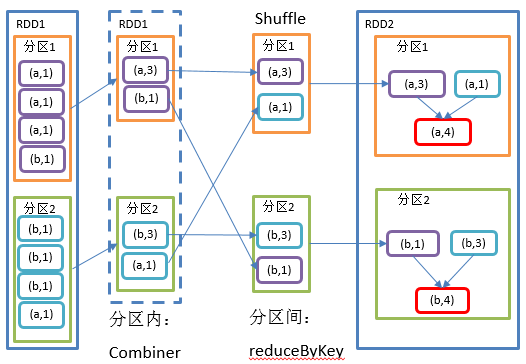 RDD1
分区1
(a,1)
(a,1)
(a,1)
(b,1)
分区2
(b,1)
(b,1)
(b,1)
(a,1)
RDD1
分区1
(a,3)
(b,1)
分区2
(b,3)
(a,1)
分区内：
Combiner
Shuffle
分区1
(a,3)
(a,1)
分区2
(b,3)
(b,1)
分区间：
reduceByKey
RDD2
分区1
(a,3) (a,1)
(a,4)
分区2
(b,1) (b,3)
(b,4)